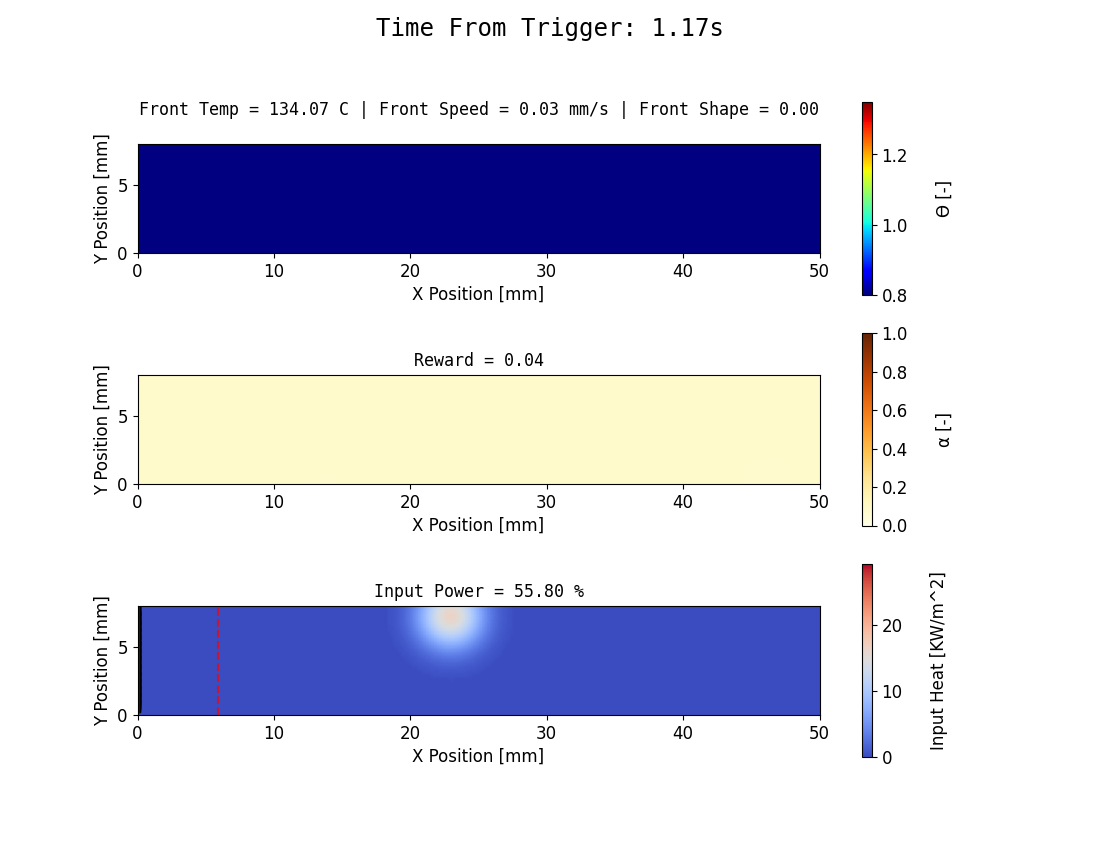 Time From Trigger: 1.17s
Front Temp = 134.07 C | Front Speed = 0.03 mm/s | Front Shape = 0.00
Y Position [mm]
5
0
0 10 20 30 40 50
X Position [mm]
1.2
1.0
0.8
Θ [-]
Reward = 0.04
Y Position [mm]
5
0
0 10 20 30 40 50
X Position [mm]
1.0
0.8
0.6
0.4
0.2
0.0
α [-]
Input Power = 55.80 %
Y Position [mm]
5
0
0 10 20 30 40 50
X Position [mm]
20
10
0
Input Heat [KW/m^2]